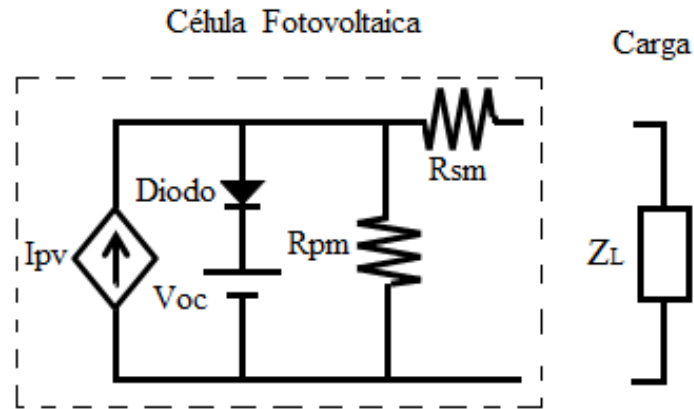 Célula Fotovoltaica
Carga
Rsm
Diodo
Ipv
Rpm
ZL
Voc